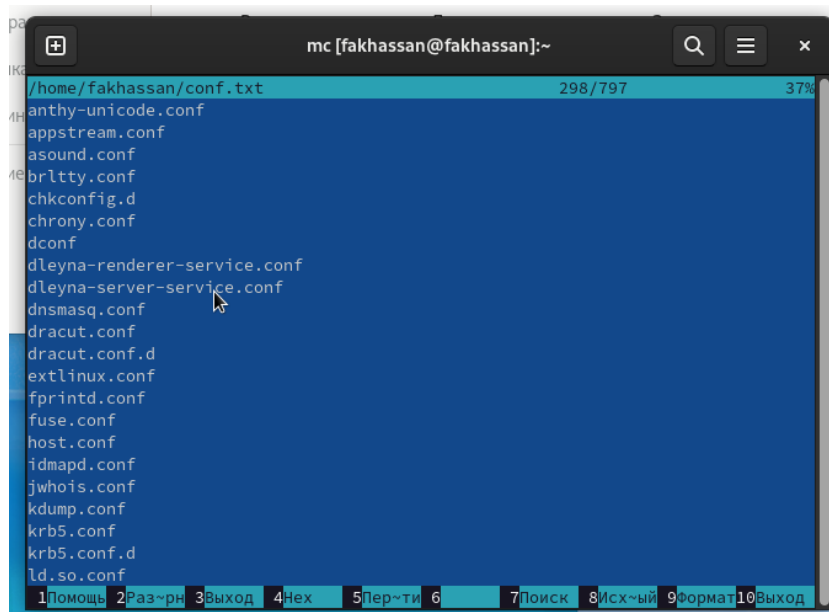 mc [fakhassan@fakhassan]:~
/home/fakhassan/conf.txt 298/797 37%
anthy-unicode.conf
appstream.conf
asound.conf
brltty.conf
chkconfig.d
chrony.conf
dconf
dleyna-renderer-service.conf
dleyna-server-service.conf
dnsmasq.conf
dracut.conf
dracut.conf.d
extlinux.conf
fprintd.conf
fuse.conf
host.conf
idmapd.conf
jwhois.conf
kdump.conf
krb5.conf
krb5.conf.d
ld.so.conf
1Помощь 2Раз~рн 3Выход 4Hex 5Пер~ти 6 7Поиск 8Исх~ый 9Формат 10Выход